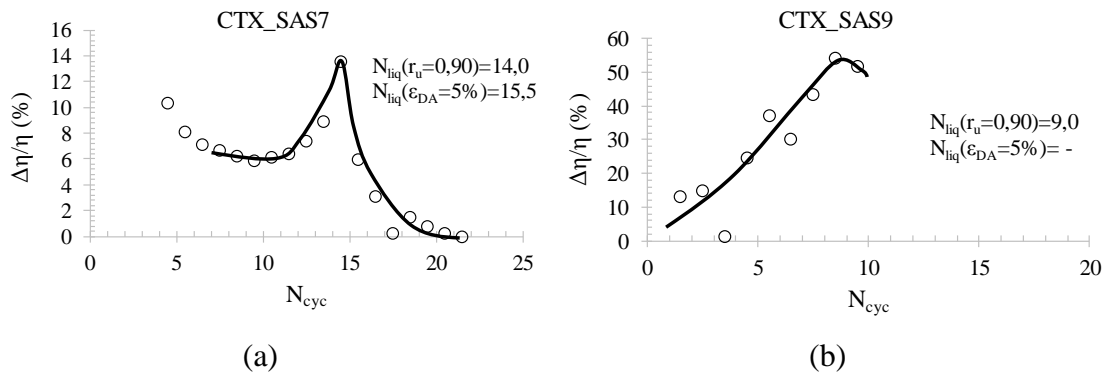 CTX_SAS7
Δη/η (%)
16
14
12
10
8
6
4
2
0
0 5 10 15 20 25
N_cyc
N_liq(r_u=0,90)=14,0
N_liq(ε_DA=5%)=15,5
(a)
CTX_SAS9
Δη/η (%)
60
50
40
30
20
10
0
0 5 10 15 20
N_cyc
N_liq(r_u=0,90)=9,0
N_liq(ε_DA=5%)= -
(b)